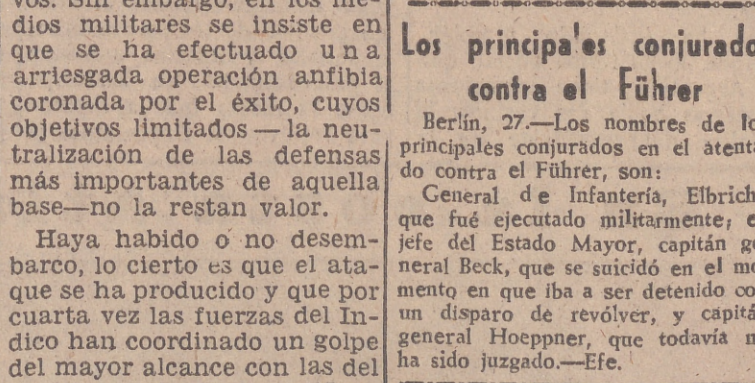 vos. Sin embargo, en los me-
dios militares se insiste en
que se ha efectuado una
arriesgada operación anfibia
coronada por el éxito, cuyos
objetivos limitados — la neu-
tralización de las defensas
más importantes de aquella
base—no la restan valor.
Haya habido o no desem-
barco, lo cierto es que el ata-
que se ha producido y que por
cuarta vez las fuerzas del In-
dico han coordinado un golpe
del mayor alcance con las del
Los principales conjurado
contra el Führer
Berlín, 27.—Los nombres de lo
principales conjurados en el atenta
do contra el Führer, son:
General de Infantería, Elbrich
que fué ejecutado militarmente; e
jefe del Estado Mayor, capitán ge
neral Beck, que se suicidó en el mo
mento en que iba a ser detenido co
un disparo de revólver, y capitá
general Hoeppner, que todavía n
ha sido juzgado.—Efe.